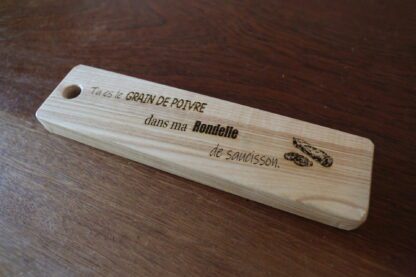 Tu es le GRAIN DE POIVRE
dans ma Rondelle
de saucisson.